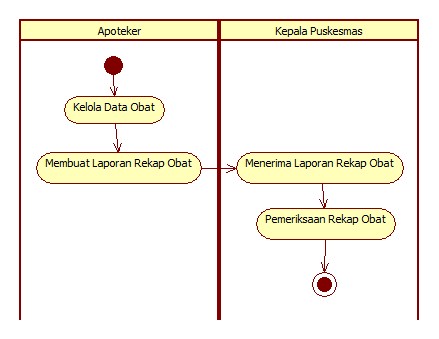 Apoteker
Kepala Puskesmas
Kelola Data Obat
Membuat Laporan Rekap Obat
Menerima Laporan Rekap Obat
Pemeriksaan Rekap Obat